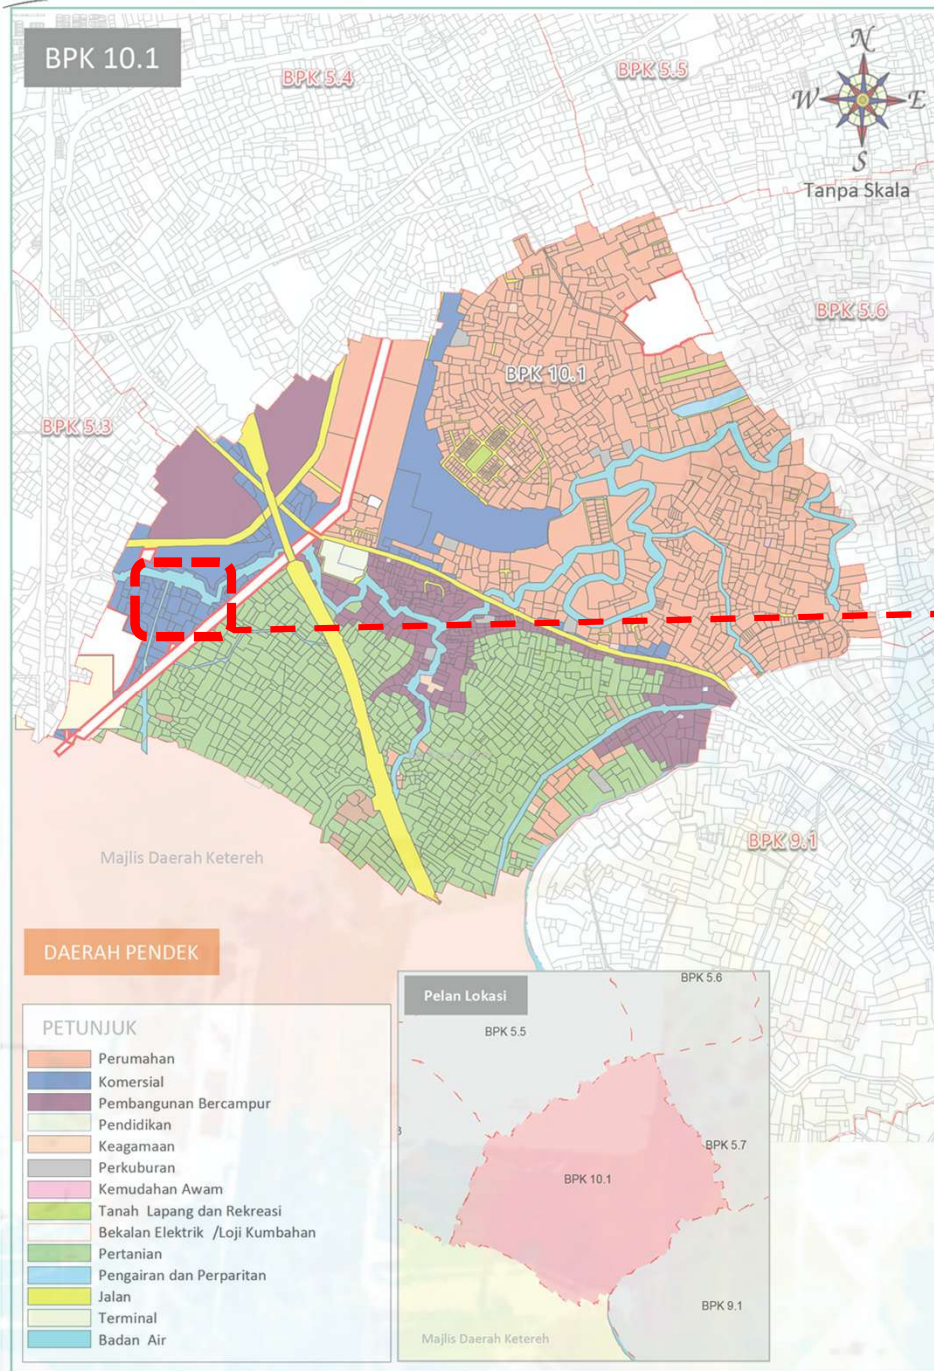 BPK 10.1
BPK 5.4
BPK 5.5
N
W E
S
Tanpa Skala
BPK 5.6
BPK 10.1
BPK 5.3
BPK 9.1
Majlis Daerah Ketereh
DAERAH PENDEK
PETUNJUK
Perumahan
Komersial
Pembangunan Bercampur
Pendidikan
Keagamaan
Perkuburan
Kemudahan Awam
Tanah Lapang dan Rekreasi
Bekalan Elektrik /Loji Kumbahan
Pertanian
Pengairan dan Perparitan
Jalan
Terminal
Badan Air
Pelan Lokasi
BPK 5.6
BPK 5.5
BPK 5.7
BPK 10.1
BPK 9.1
Majlis Daerah Ketereh